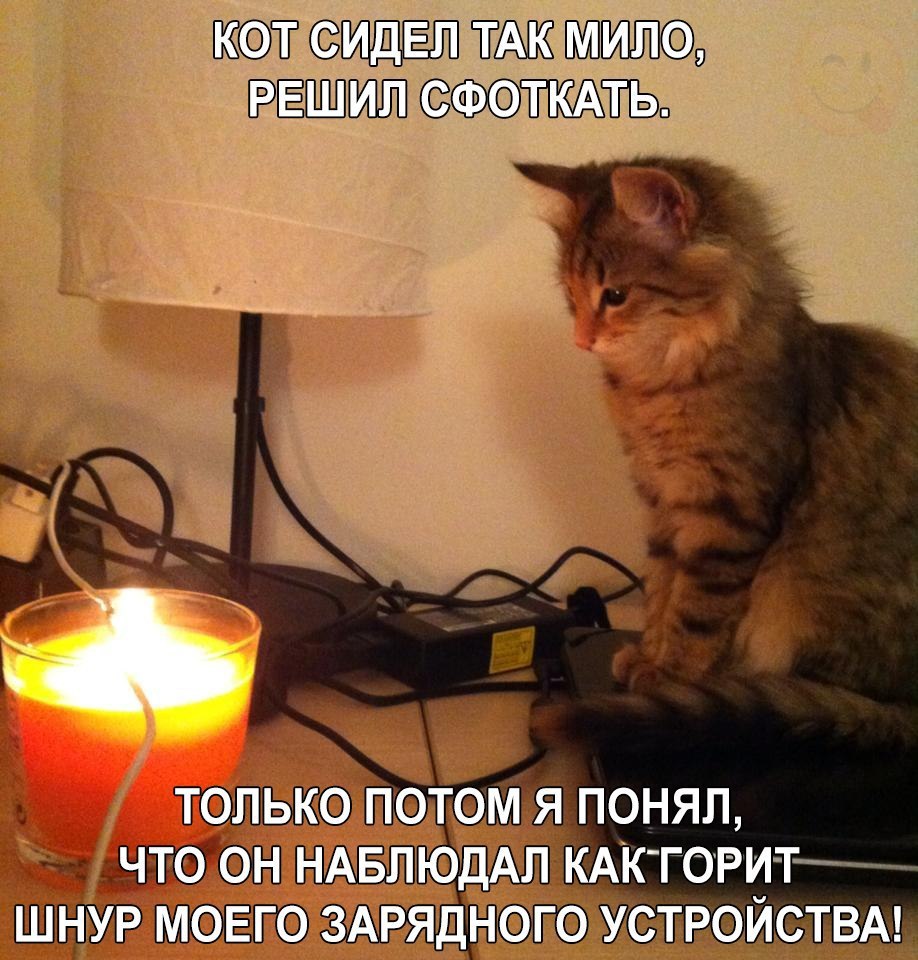 КОТ СИДЕЛ ТАК МИЛО,
РЕШИЛ СФОТКАТЬ.
ТОЛЬКО ПОТОМ Я ПОНЯЛ,
ЧТО ОН НАБЛЮДАЛ КАК ГОРИТ
ШНУР МОЕГО ЗАРЯДНОГО УСТРОЙСТВА!